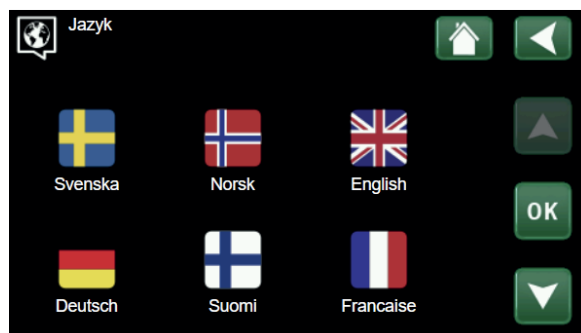 Jazyk
Svenska
Norsk
English
OK
Deutsch
Suomi
Francaise